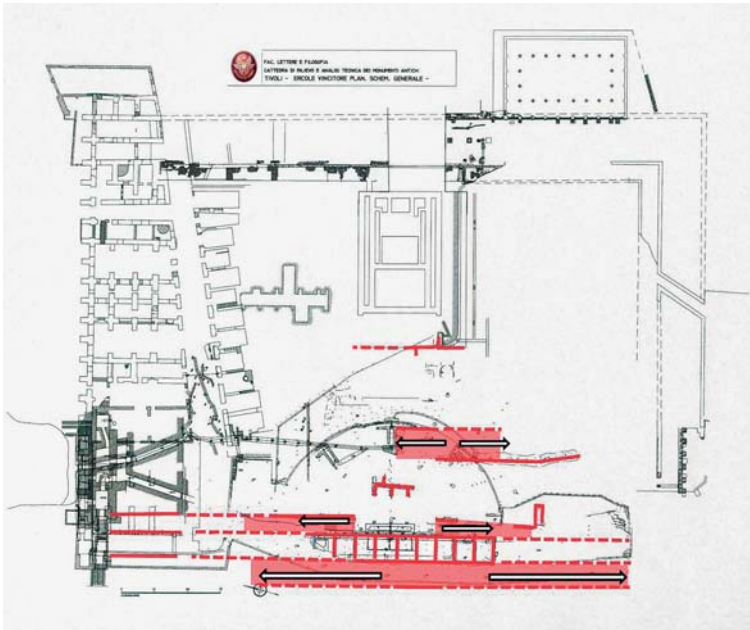 FAC. LETTERE E FILOSOFIA
CATTEDRA DI RILIEVO E ANALISI TECNICA DEI MONUMENTI ANTICHI
TIVOLI - ERCOLE VINCITORE PLAN. SCHEM. GENERALE -